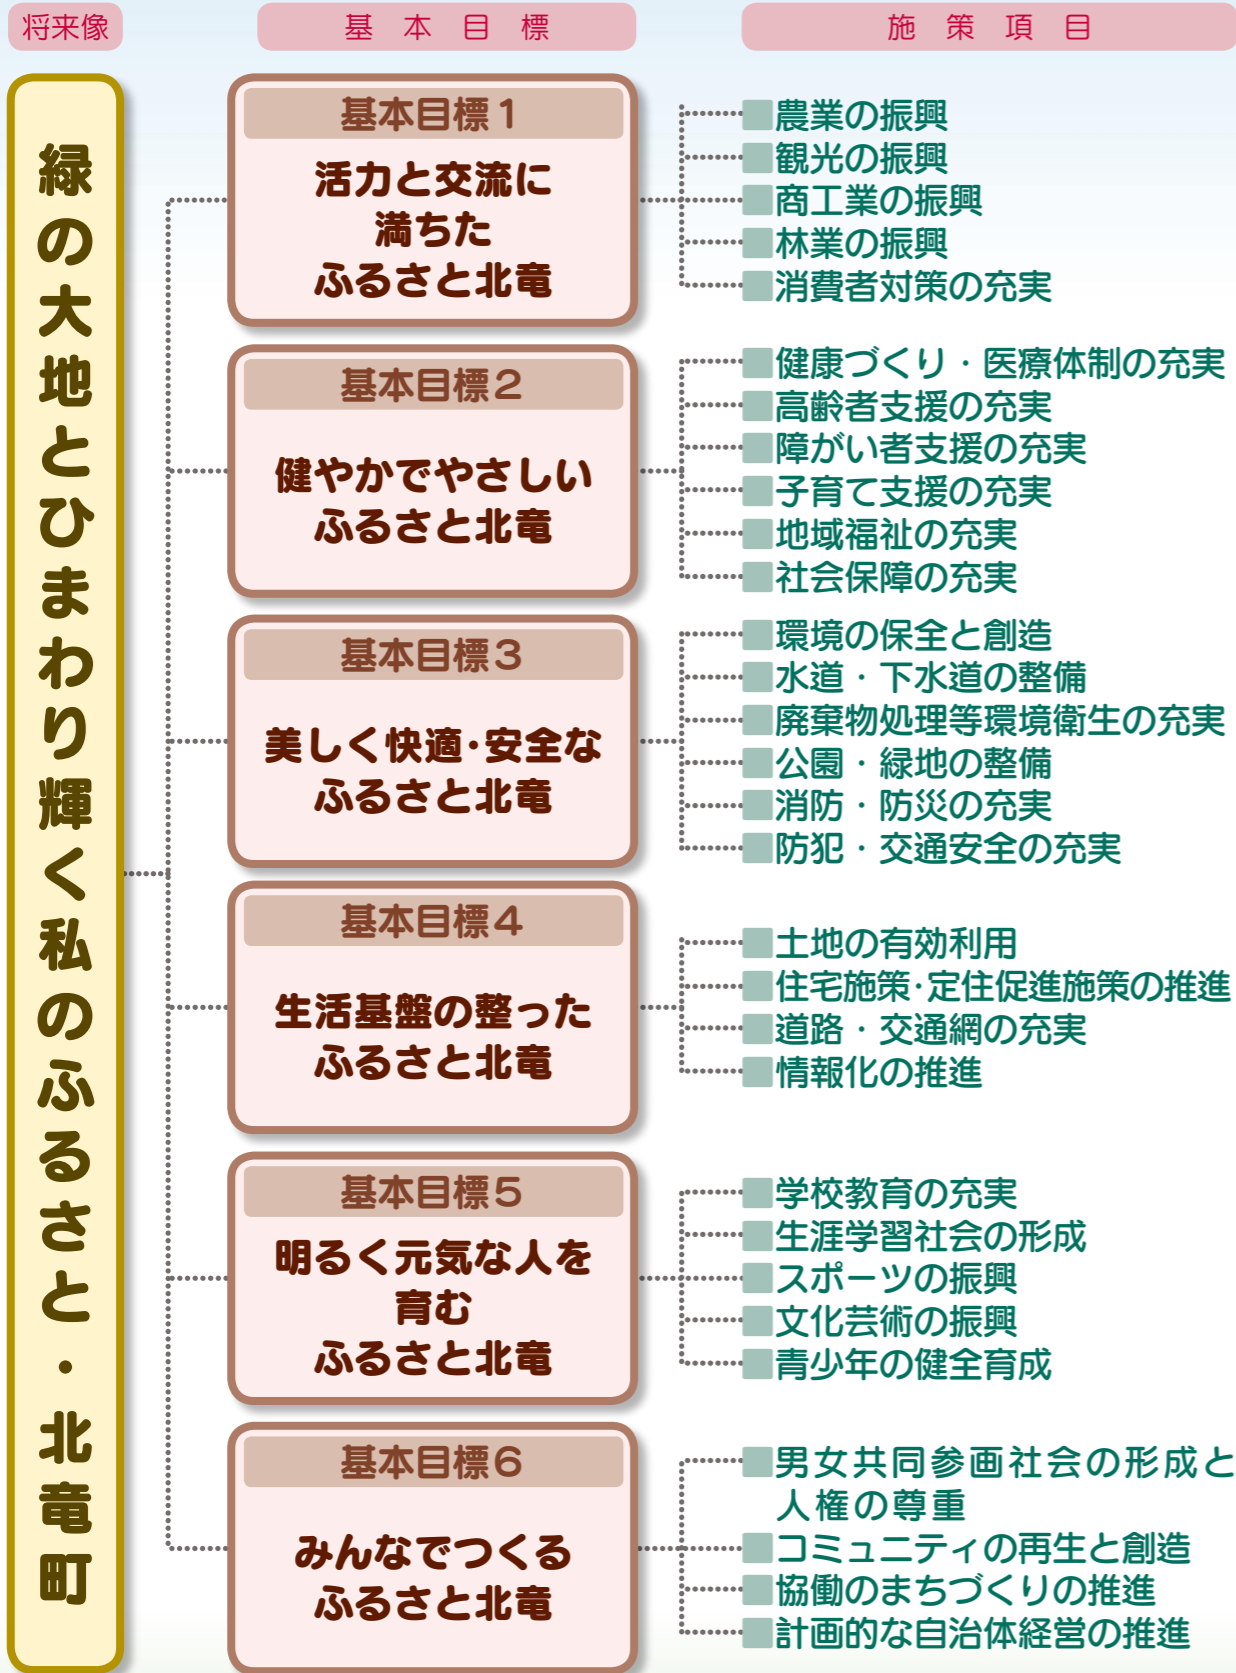 将来像
基本目標
施策項目
緑の大地とひまわり輝く私のふるさと・北竜町
基本目標1
活力と交流に
満ちた
ふるさと北竜
■農業の振興
■観光の振興
■商工業の振興
■林業の振興
■消費者対策の充実
基本目標2
健やかでやさしい
ふるさと北竜
■健康づくり・医療体制の充実
■高齢者支援の充実
■障がい者支援の充実
■子育て支援の充実
■地域福祉の充実
■社会保障の充実
基本目標3
美しく快適・安全な
ふるさと北竜
■環境の保全と創造
■水道・下水道の整備
■廃棄物処理等環境衛生の充実
■公園・緑地の整備
■消防・防災の充実
■防犯・交通安全の充実
基本目標4
生活基盤の整った
ふるさと北竜
■土地の有効利用
■住宅施策・定住促進施策の推進
■道路・交通網の充実
■情報化の推進
基本目標5
明るく元気な人を
育む
ふるさと北竜
■学校教育の充実
■生涯学習社会の形成
■スポーツの振興
■文化芸術の振興
■青少年の健全育成
基本目標6
みんなでつくる
ふるさと北竜
■男女共同参画社会の形成と
人権の尊重
■コミュニティの再生と創造
■協働のまちづくりの推進
■計画的な自治体経営の推進